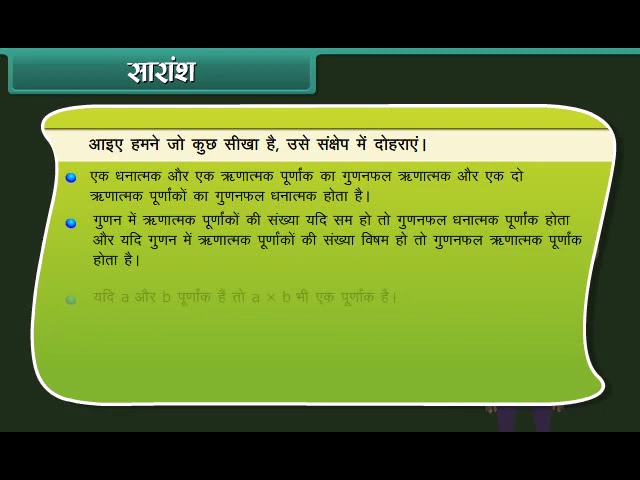 सारांश
आइए हमने जो कुछ सीखा है, उसे संक्षेप में दोहराएं।
एक धनात्मक और एक ऋणात्मक पूर्णांक का गुणनफल ऋणात्मक और एक दो
ऋणात्मक पूर्णांकों का गुणनफल धनात्मक होता है।
गुणन में ऋणात्मक पूर्णांकों की संख्या यदि सम हो तो गुणनफल धनात्मक पूर्णांक होता
और यदि गुणन में ऋणात्मक पूर्णांकों की संख्या विषम हो तो गुणनफल ऋणात्मक पूर्णांक
होता है।
यदि a और b पूर्णांक हैं तो a × b भी एक पूर्णांक है।